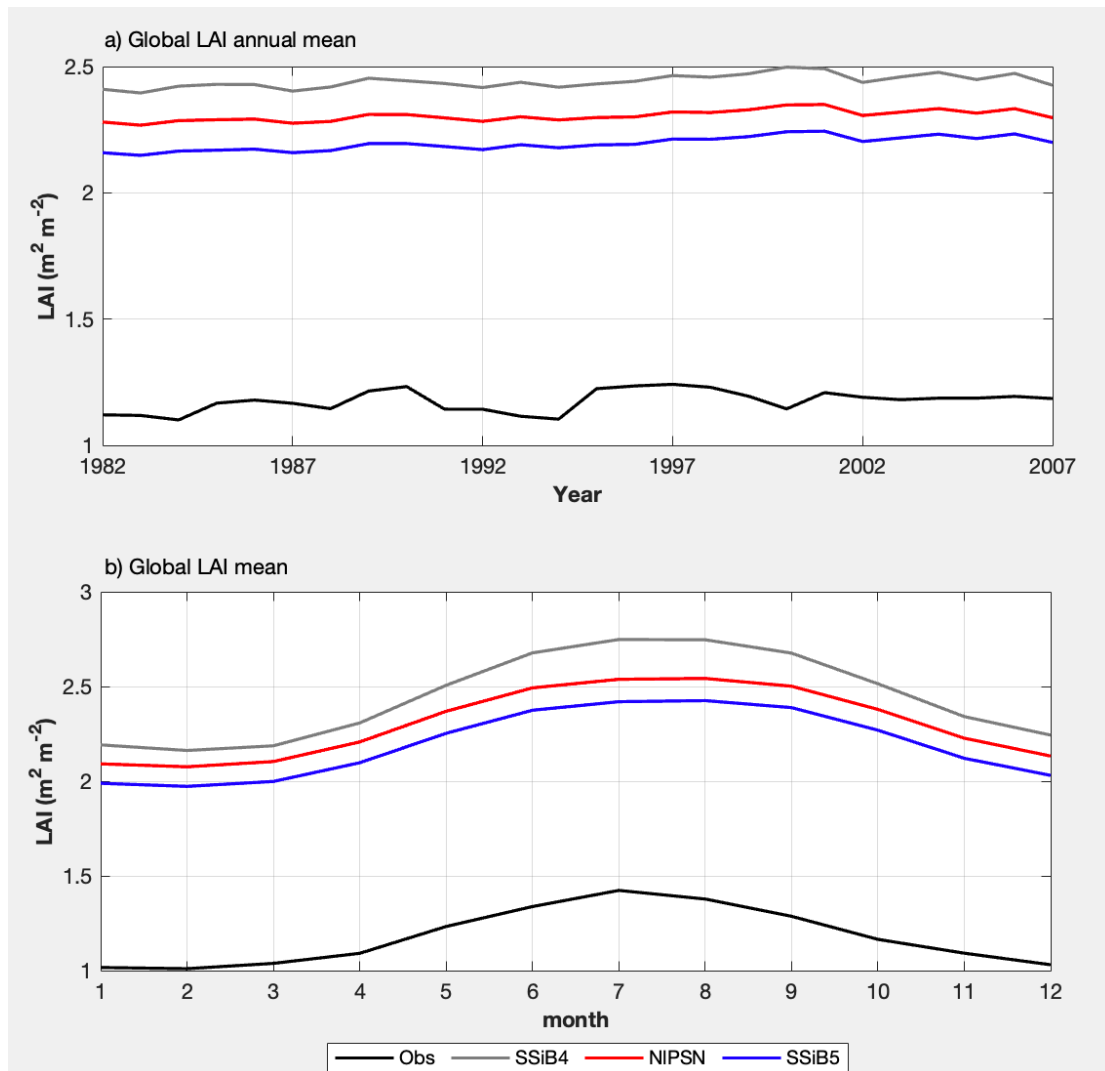 a) Global LAI annual mean
2.5
2
1.5
1
LAI (m² m⁻²)
1982 1987 1992 1997 2002 2007
Year
b) Global LAI mean
3
2.5
2
1.5
1
LAI (m² m⁻²)
1 2 3 4 5 6 7 8 9 10 11 12
month
Obs SSiB4 NIPSN SSiB5